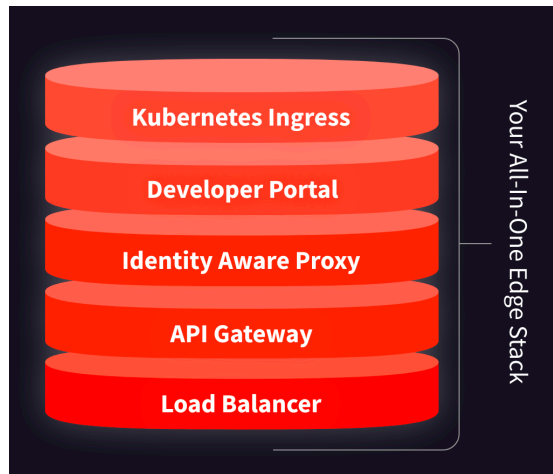 Kubernetes Ingress
Developer Portal
Identity Aware Proxy
API Gateway
Load Balancer
Your All-In-One Edge Stack